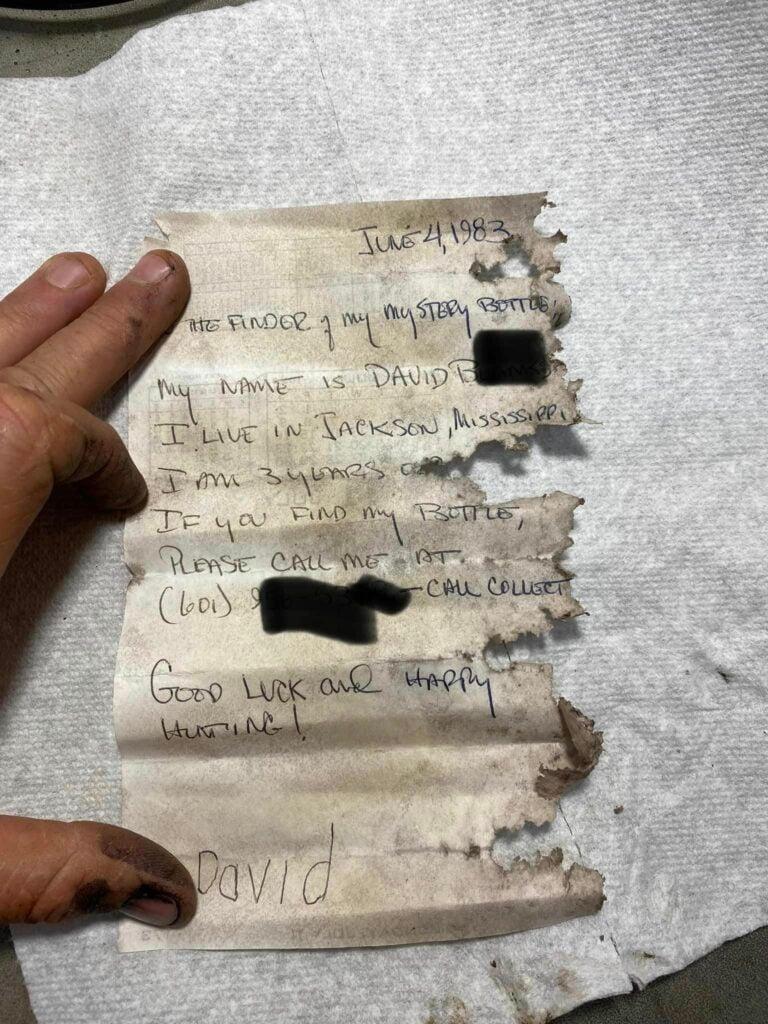 JUNE 4, 1983
THE FINDER of my MYSTERY BOTTLE,
MY NAME IS DAVID
I LIVE IN JACKSON, MISSISSIPPI.
I AM 3 YEARS
IF YOU FIND MY BOTTLE,
PLEASE CALL ME AT.
(601) - CALL COLLECT
GOOD LUCK and HAPPY
HUNTING!
David